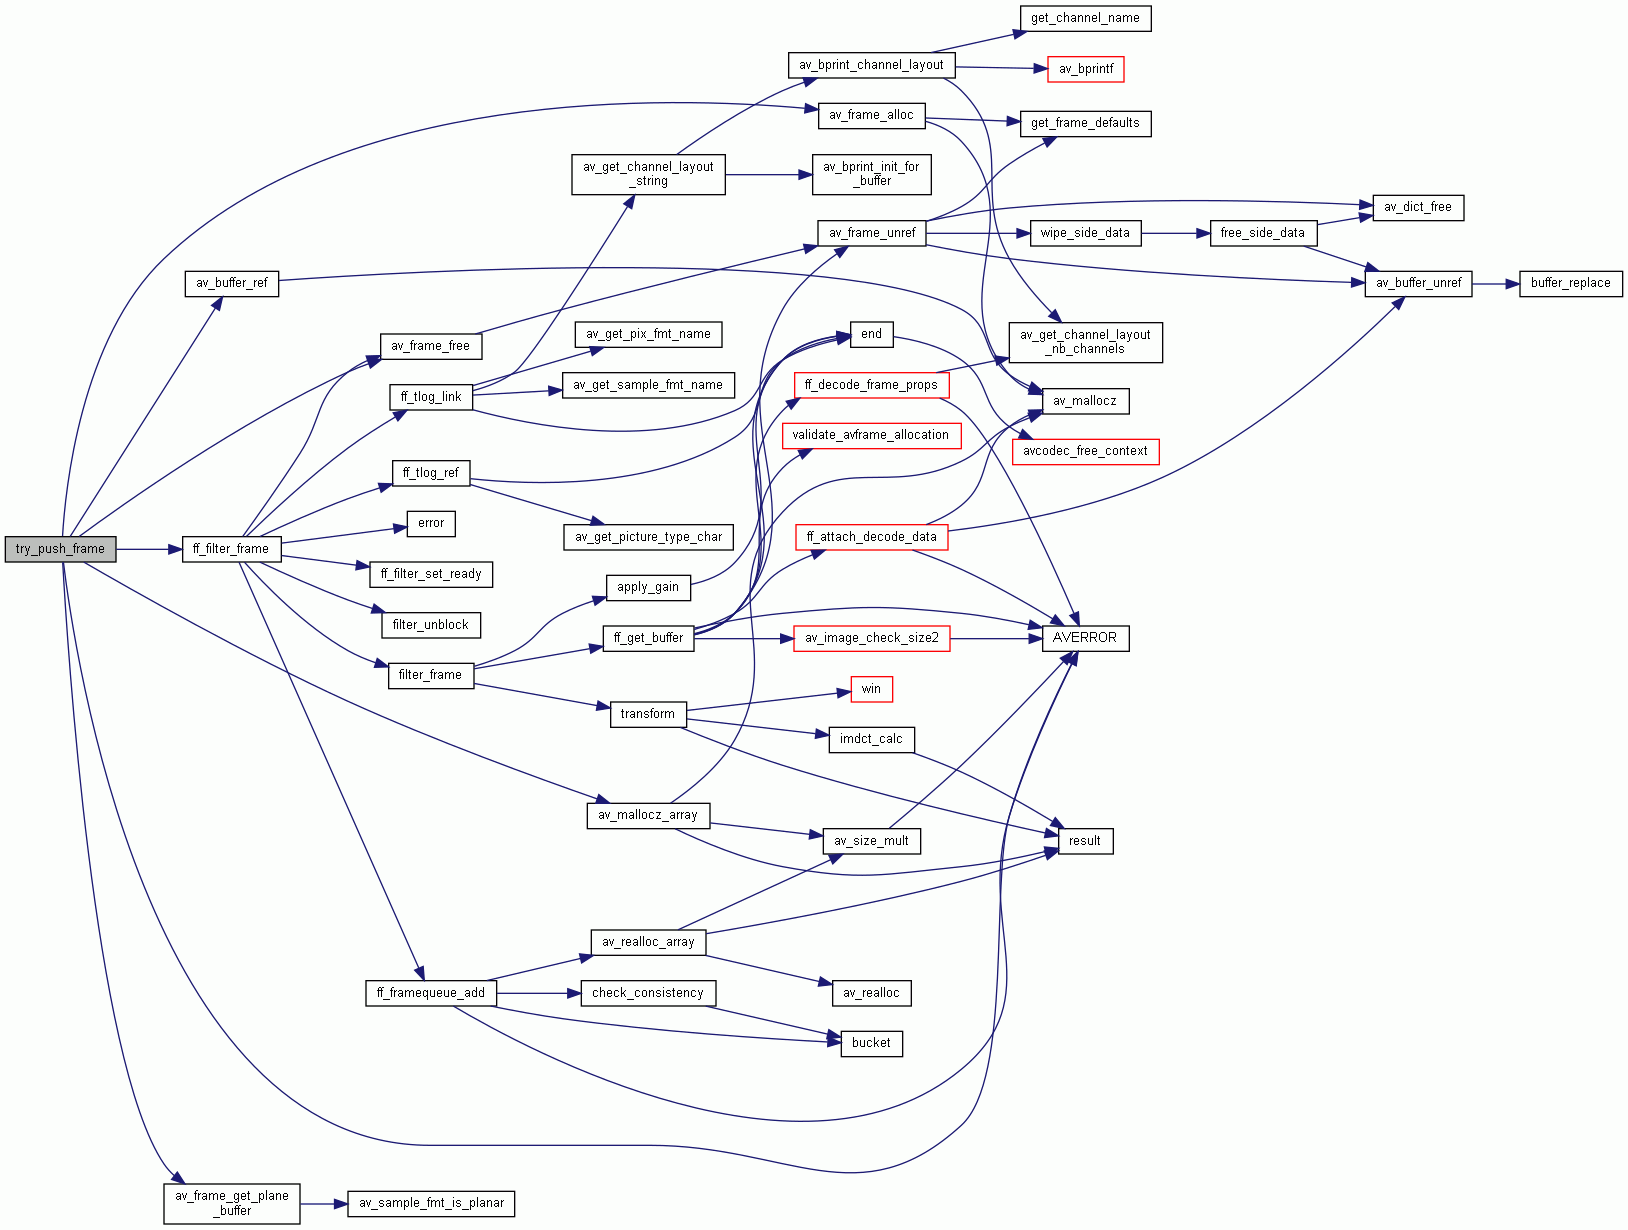 get_channel_name
av_bprint_channel_layout
av_bprintf
av_frame_alloc
get_frame_defaults
av_get_channel_layout
_string
av_bprint_init_for
_buffer
av_dict_free
av_frame_unref
wipe_side_data
free_side_data
av_buffer_ref
av_buffer_unref
buffer_replace
av_get_pix_fmt_name
end
av_get_channel_layout
_nb_channels
av_frame_free
ff_decode_frame_props
av_get_sample_fmt_name
ff_tlog_link
av_mallocz
validate_avframe_allocation
avcodec_free_context
ff_tlog_ref
error
av_get_picture_type_char
ff_attach_decode_data
try_push_frame
ff_filter_frame
ff_filter_set_ready
apply_gain
filter_unblock
ff_get_buffer
av_image_check_size2
AVERROR
filter_frame
win
transform
imdct_calc
av_mallocz_array
av_size_mult
result
av_realloc_array
ff_framequeue_add
check_consistency
av_realloc
bucket
av_frame_get_plane
_buffer
av_sample_fmt_is_planar